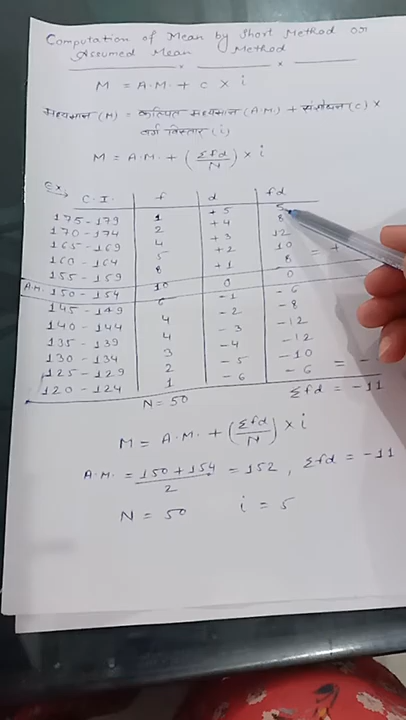 Computation of Mean by Short Method or
Assumed Mean Method
M = A.M. + C × i
मध्यमान (M) = कल्पित मध्यमान (A.M.) + संशोधन (C) ×
वर्ग विस्तार (i)
M = A.M. + (Σfd/N) × i
Ex. C.I. f d fd
175-179 1 +5 5
170-174 2 +4 8
165-169 4 +3 12
160-164 5 +2 10 = +
155-159 8 +1 8
A.M. 150-154 10 0 0
145-149 6 -1 -6
140-144 4 -2 -8
135-139 4 -3 -12
130-134 3 -4 -12
125-129 2 -5 -10
120-124 1 -6 -6 = -
N = 50 Σfd = -11
M = A.M. + (Σfd/N) × i
A.M. = 150 + 154 / 2 = 152, Σfd = -11
N = 50 i = 5